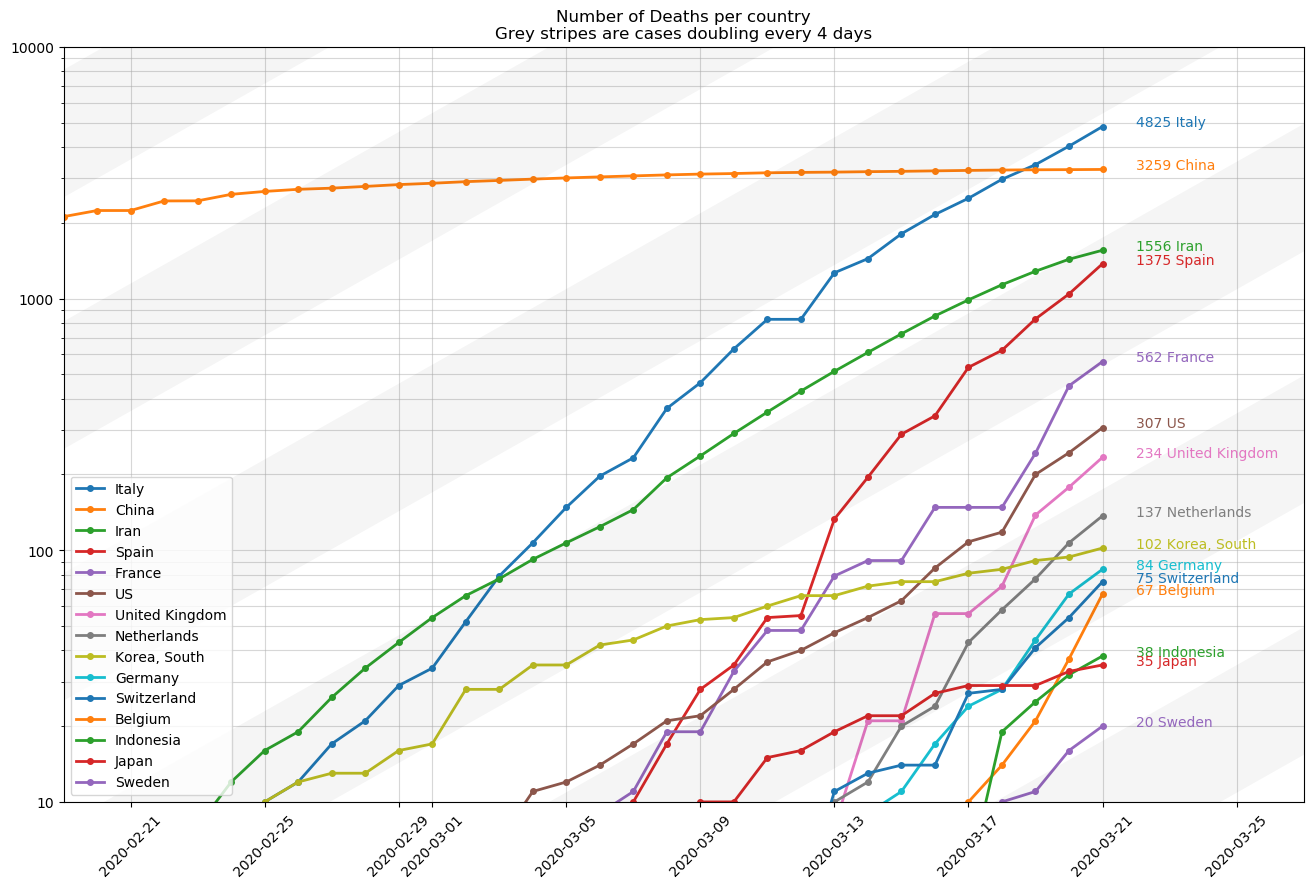 Number of Deaths per country
Grey stripes are cases doubling every 4 days
10000
1000
100
10
4825 Italy
3259 China
1556 Iran
1375 Spain
562 France
307 US
234 United Kingdom
137 Netherlands
102 Korea, South
84 Germany
75 Switzerland
67 Belgium
38 Indonesia
35 Japan
20 Sweden
Italy
China
Iran
Spain
France
US
United Kingdom
Netherlands
Korea, South
Germany
Switzerland
Belgium
Indonesia
Japan
Sweden
2020-02-21
2020-02-25
2020-02-29
2020-03-01
2020-03-05
2020-03-09
2020-03-13
2020-03-17
2020-03-21
2020-03-25